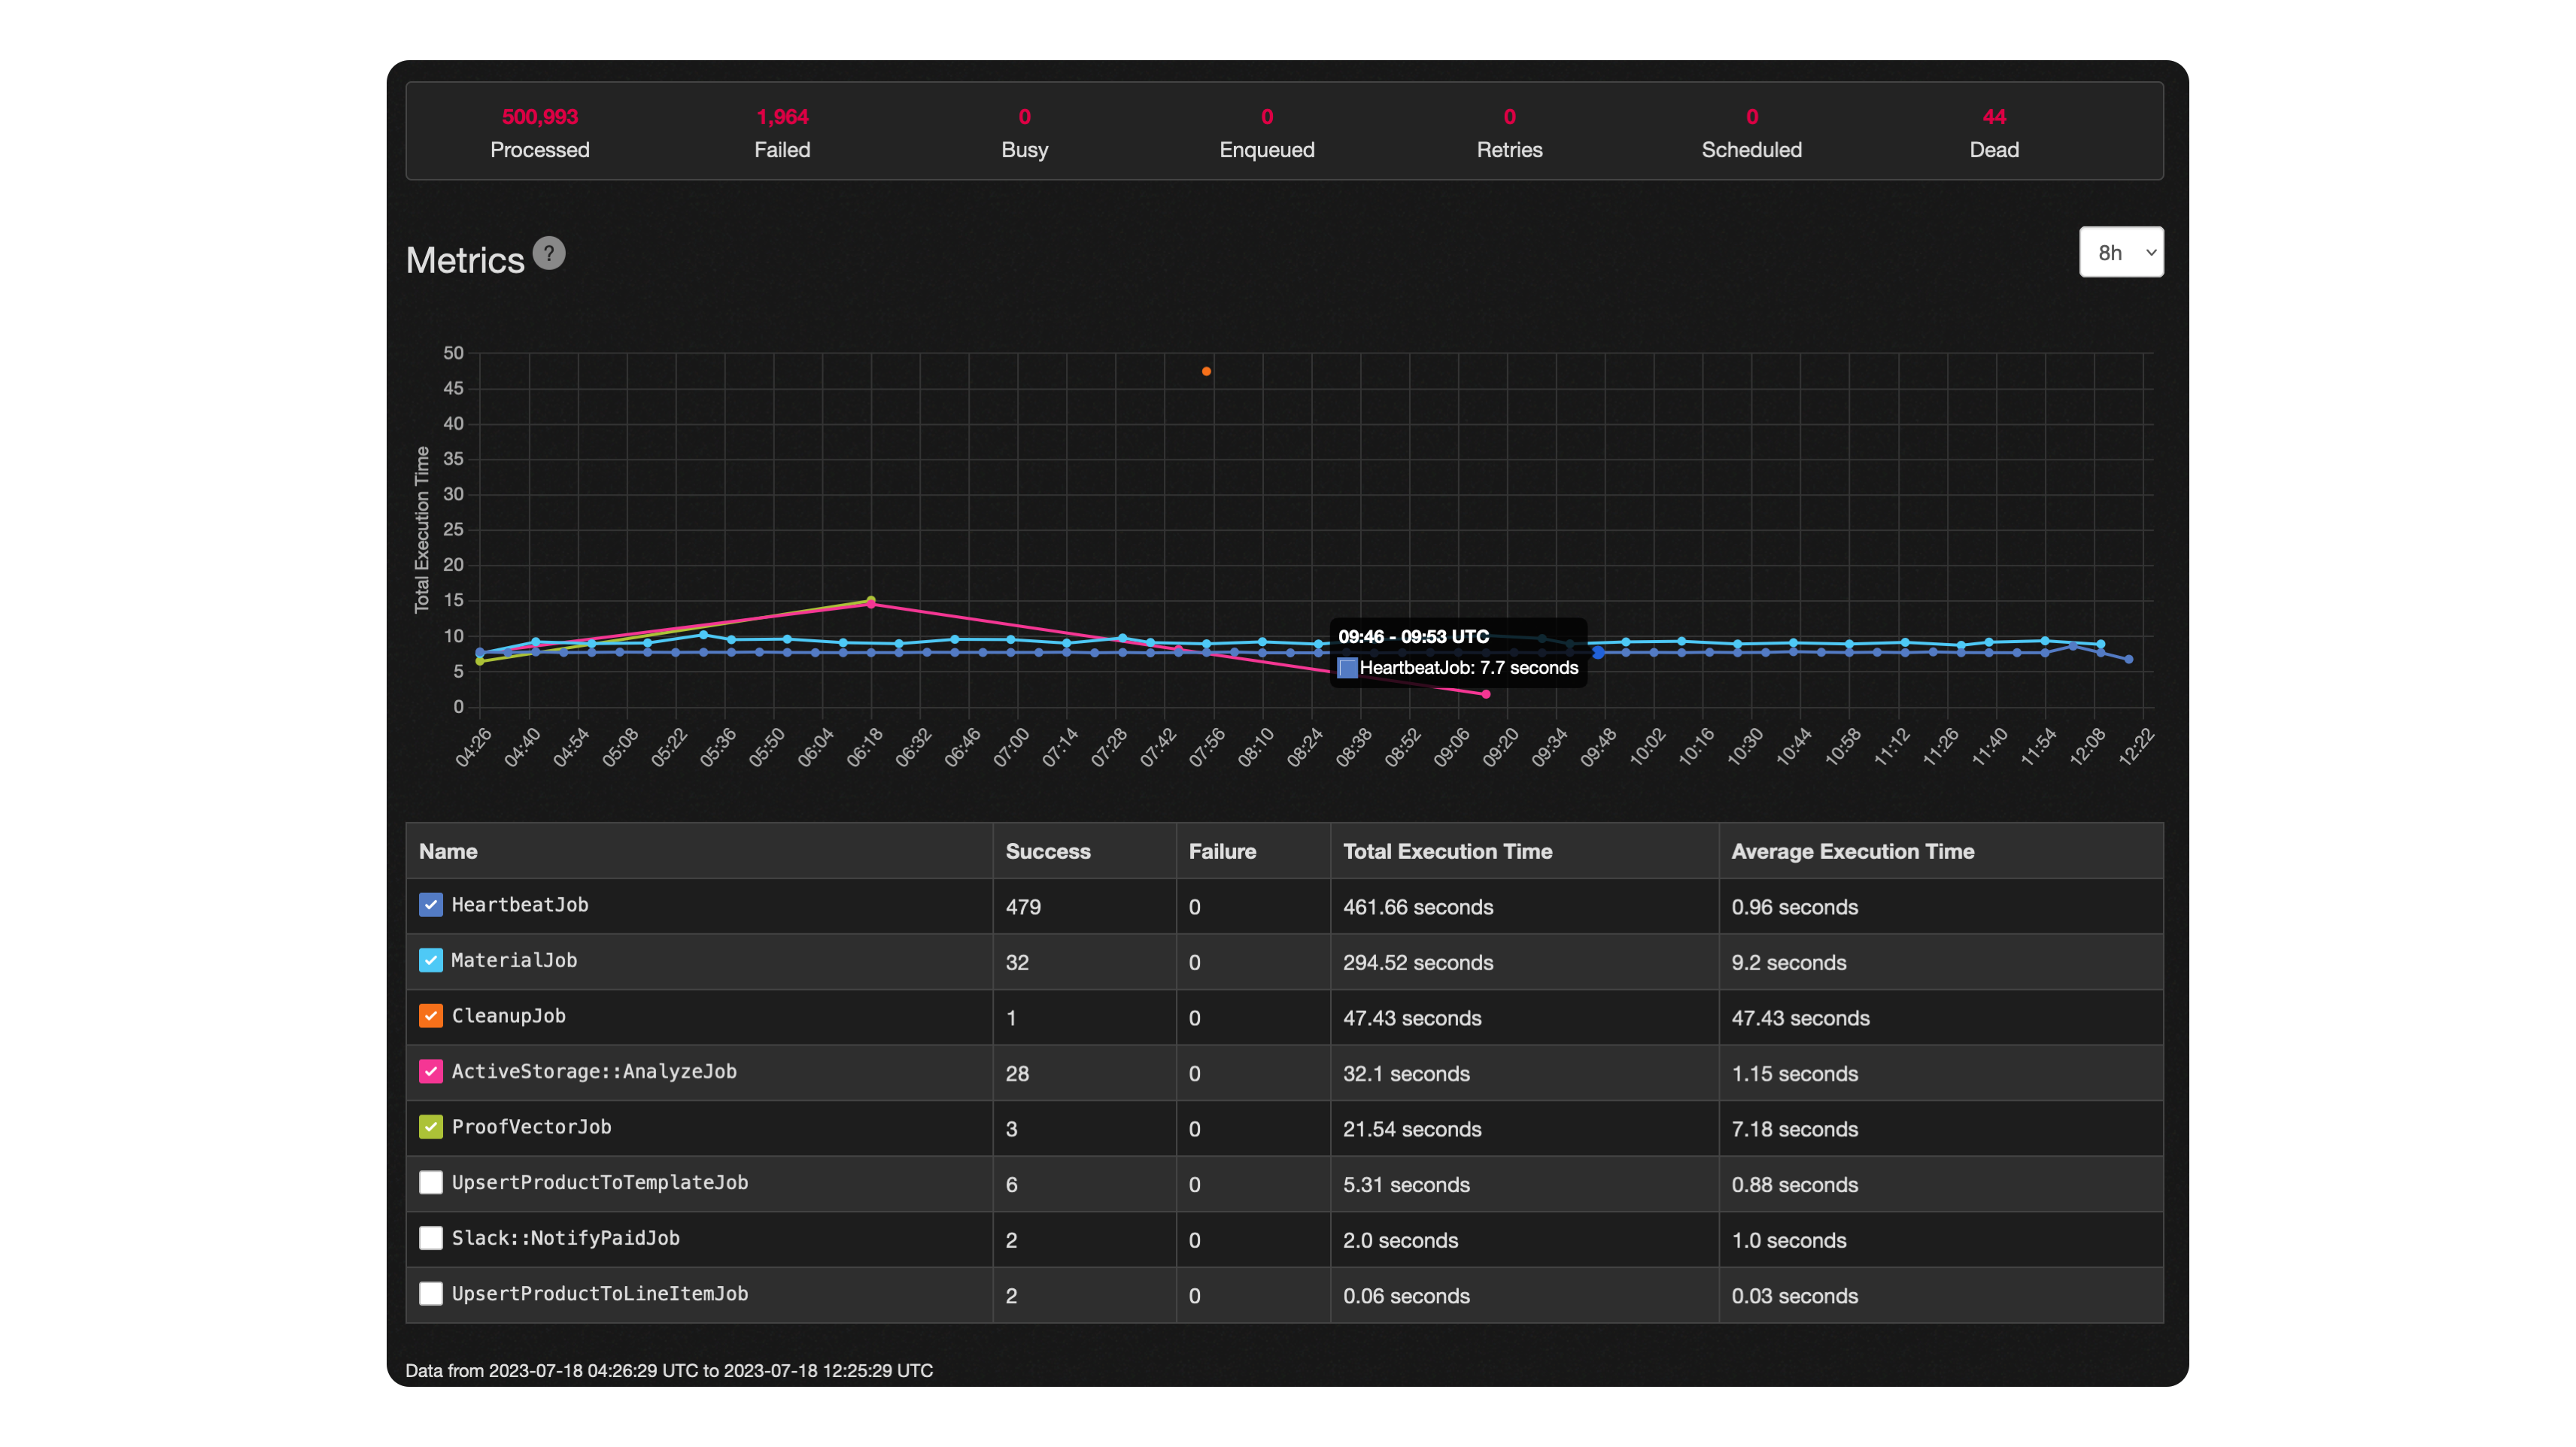 500,993 1,964 0 0 0 0 44
Processed Failed Busy Enqueued Retries Scheduled Dead
Metrics ?
8h
Total Execution Time
50
45
40
35
30
25
20
15
10
5
0
09:46 - 09:53 UTC
HeartbeatJob: 7.7 seconds
04:26 04:40 04:54 05:08 05:22 05:36 05:50 06:04 06:18 06:32 06:46 07:00 07:14 07:28 07:42 07:56 08:10 08:24 08:38 08:52 09:06 09:20 09:34 09:48 10:02 10:16 10:30 10:44 10:58 11:12 11:26 11:40 11:54 12:08 12:22
Name Success Failure Total Execution Time Average Execution Time
HeartbeatJob 479 0 461.66 seconds 0.96 seconds
MaterialJob 32 0 294.52 seconds 9.2 seconds
CleanupJob 1 0 47.43 seconds 47.43 seconds
ActiveStorage::AnalyzeJob 28 0 32.1 seconds 1.15 seconds
ProofVectorJob 3 0 21.54 seconds 7.18 seconds
UpsertProductToTemplateJob 6 0 5.31 seconds 0.88 seconds
Slack::NotifyPaidJob 2 0 2.0 seconds 1.0 seconds
UpsertProductToLineItemJob 2 0 0.06 seconds 0.03 seconds
Data from 2023-07-18 04:26:29 UTC to 2023-07-18 12:25:29 UTC